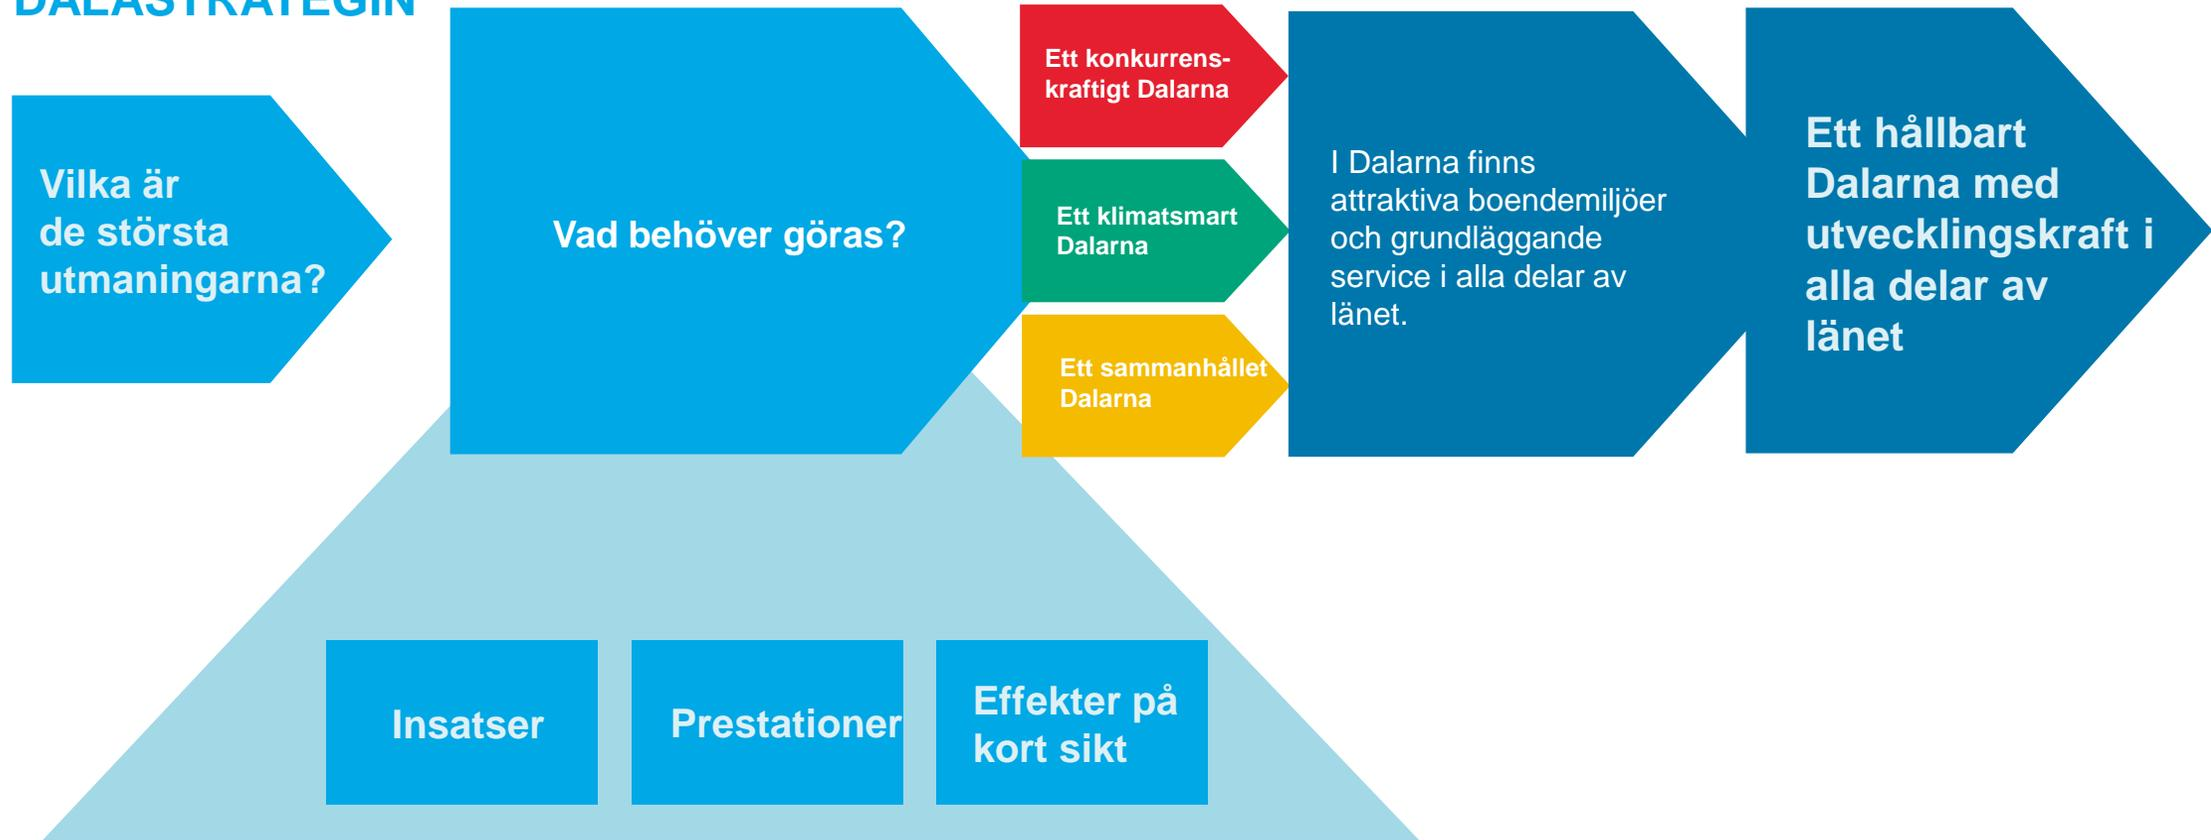 DALASTRATEGIN
Vilka är
de största
utmaningarna?
Vad behöver göras?
Ett konkurrens-
kraftigt Dalarna
Ett klimatsmart
Dalarna
Ett sammanhållet
Dalarna
I Dalarna finns
attraktiva boendemiljöer
och grundläggande
service i alla delar av
länet.
Ett hållbart
Dalarna med
utvecklingskraft i
alla delar av
länet
Insatser
Prestationer
Effekter på
kort sikt